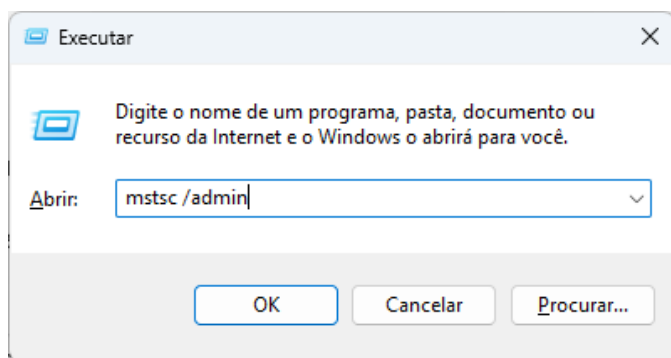 Executar
Digite o nome de um programa, pasta, documento ou
recurso da Internet e o Windows o abrirá para você.
Abrir: mstsc /admin
OK Cancelar Procurar...